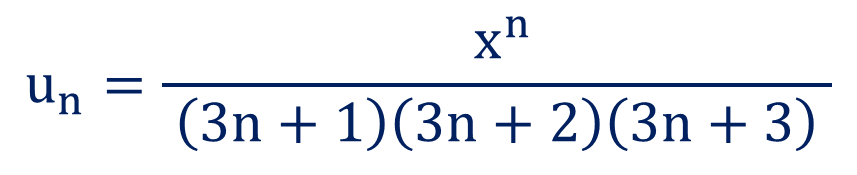 uₙ = xⁿ / (3n + 1)(3n + 2)(3n + 3)